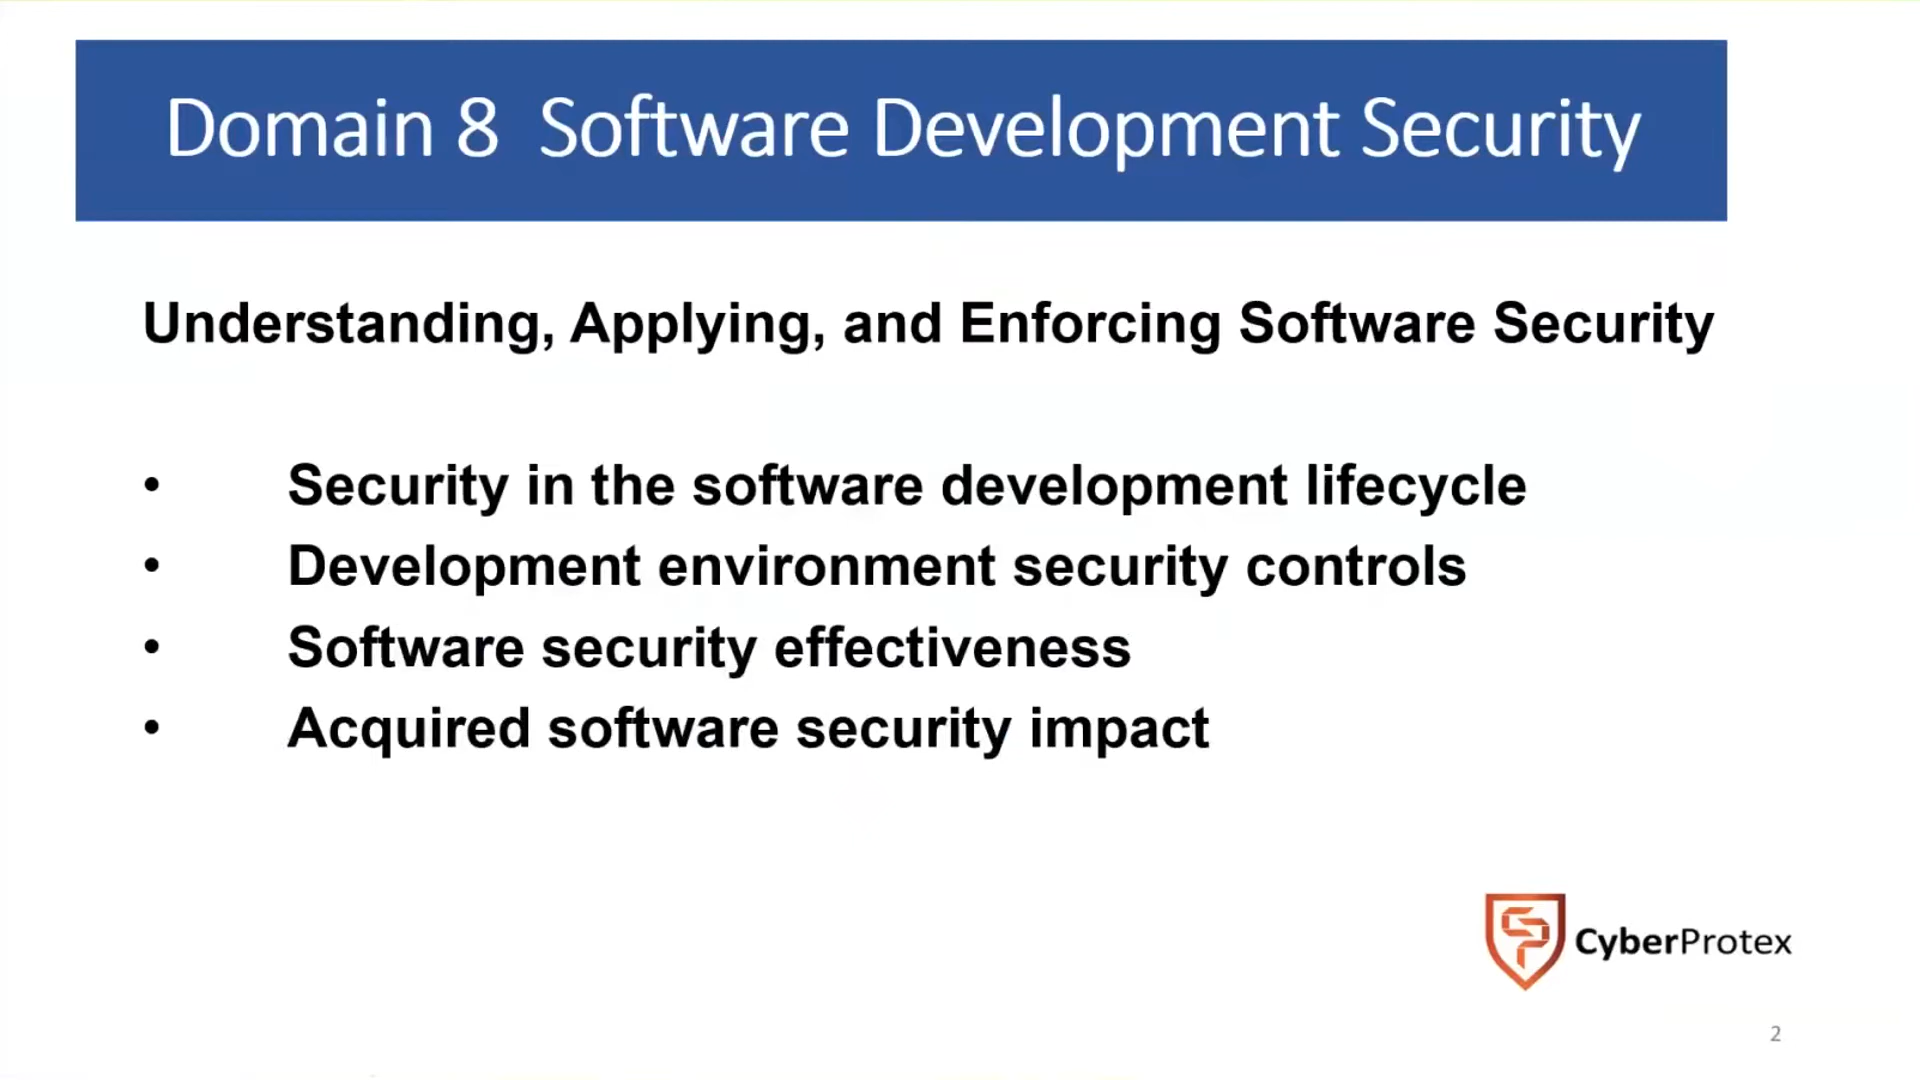 Domain 8  Software Development Security
Understanding, Applying, and Enforcing Software Security
• Security in the software development lifecycle
• Development environment security controls
• Software security effectiveness
• Acquired software security impact
CyberProtex
2